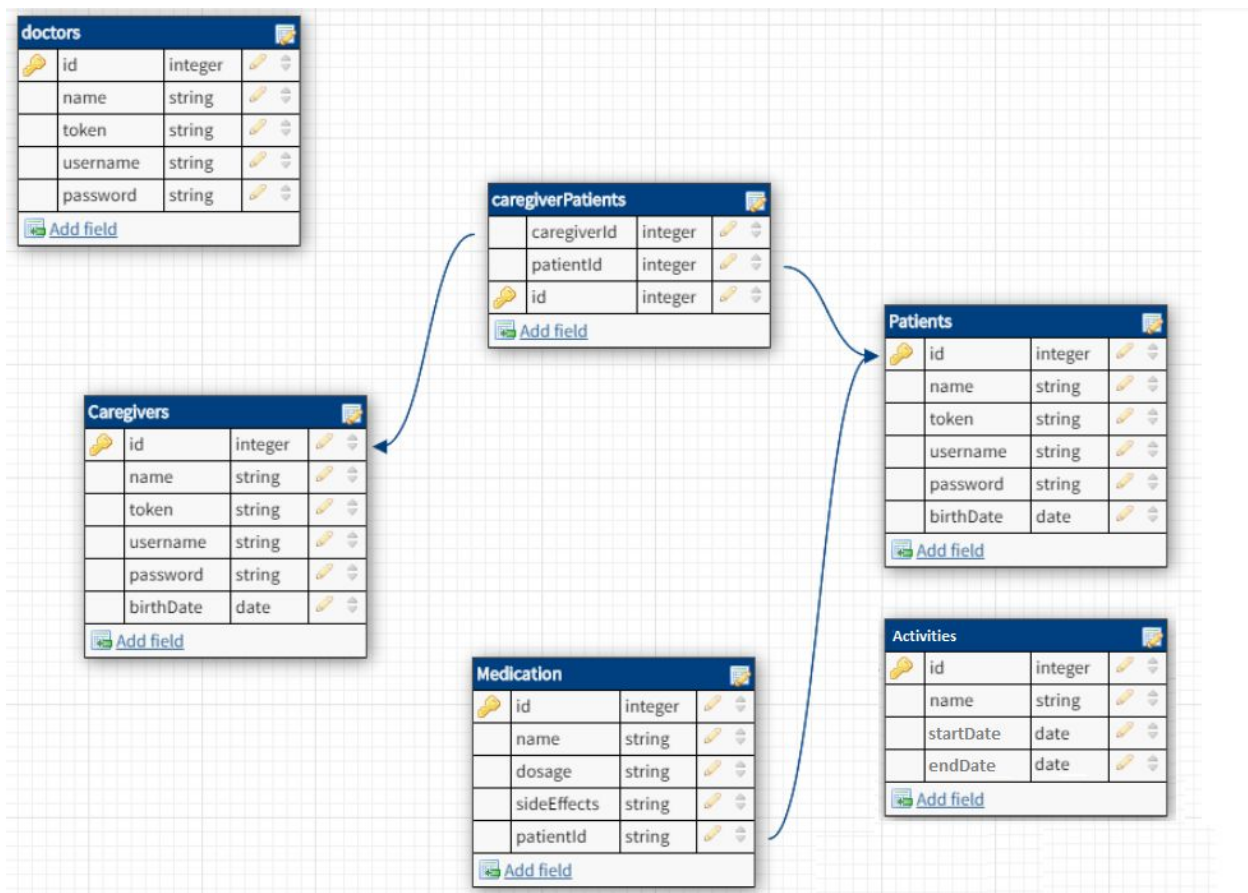 doctors
id integer
name string
token string
username string
password string
Add field
caregiverPatients
caregiverId integer
patientId integer
id integer
Add field
Patients
id integer
name string
token string
username string
password string
birthDate date
Add field
Caregivers
id integer
name string
token string
username string
password string
birthDate date
Add field
Activities
id integer
name string
startDate date
endDate date
Add field
Medication
id integer
name string
dosage string
sideEffects string
patientId string
Add field